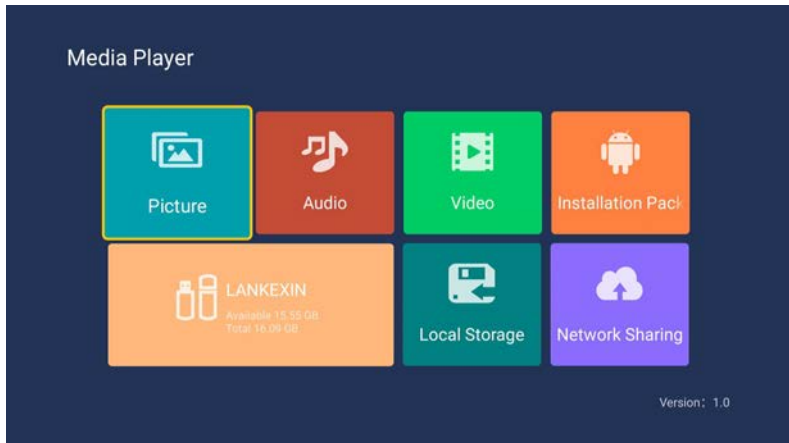 Media Player
Picture
Audio
Video
Installation Pack
LANKEXIN
Available 15.55 GB
Total 16.09 GB
Local Storage
Network Sharing
Version: 1.0